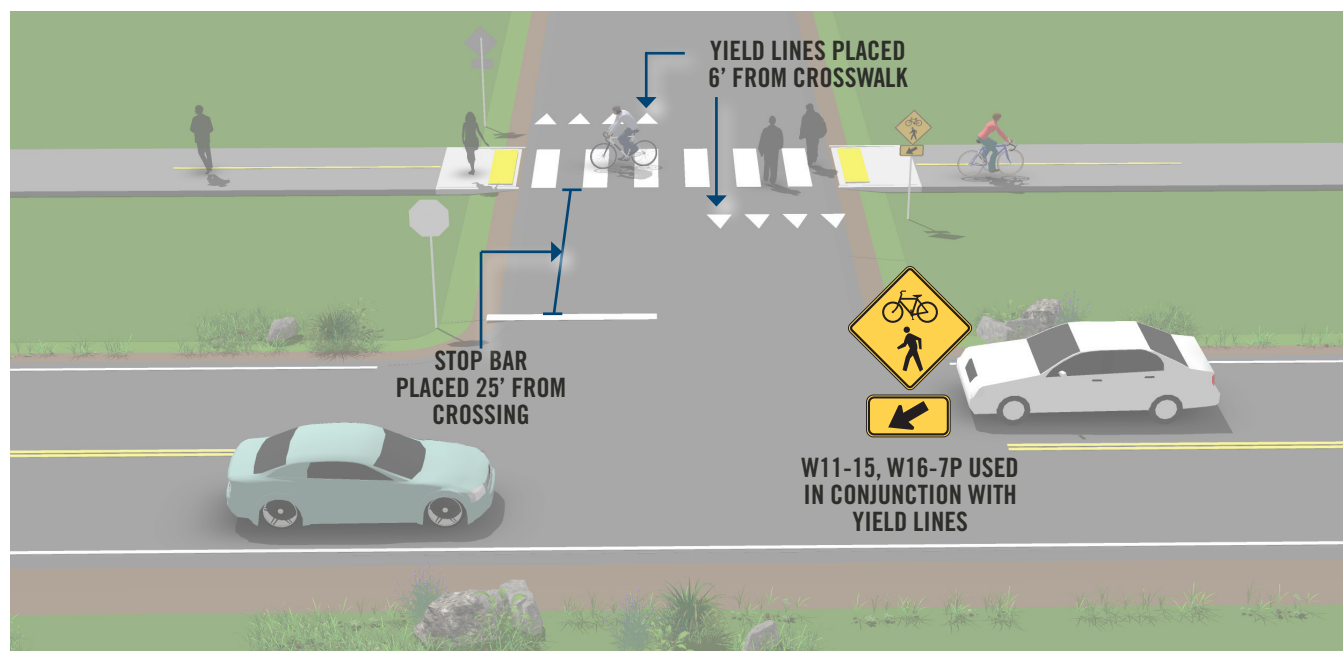 YIELD LINES PLACED
6’ FROM CROSSWALK
STOP BAR
PLACED 25’ FROM
CROSSING
W11-15, W16-7P USED
IN CONJUNCTION WITH
YIELD LINES